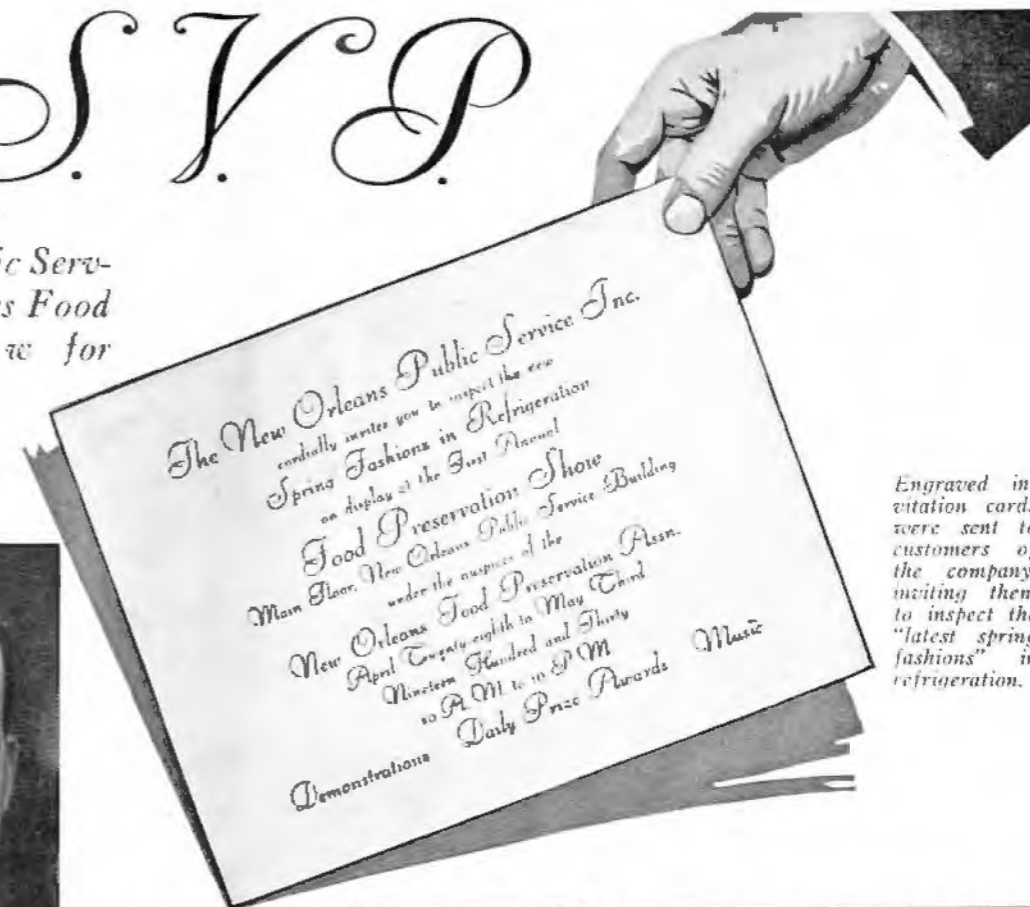 S. V. P.
ic Serv-
s Food
w for
The New Orleans Public Service Inc.
cordially invites you to inspect the new
Spring Fashions in Refrigeration
on display at the First Annual
Food Preservation Show
Main Floor, New Orleans Public Service Building
under the auspices of the
New Orleans Food Preservation Assn.
April Twenty-eighth to May Third
Nineteen Hundred and Thirty
10 A M. to 10 P M
Demonstrations Daily Prize Awards Music
Engraved in-
vitation cards
were sent to
customers of
the company,
inviting them
to inspect the
"latest spring
fashions" in
refrigeration.